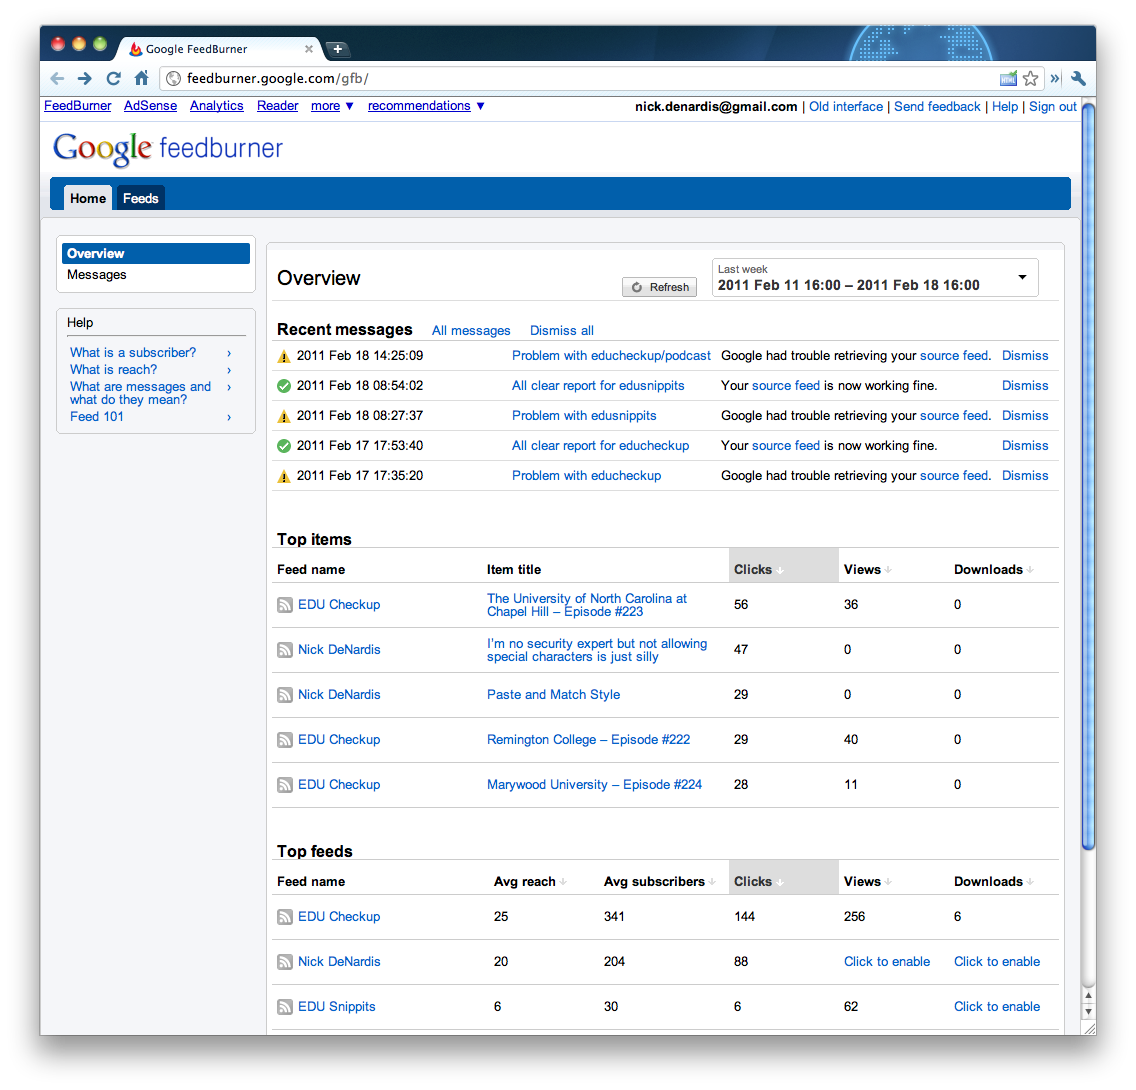 Google FeedBurner
feedburner.google.com/gfb/
FeedBurner AdSense Analytics Reader more ▼ recommendations ▼ nick.denardis@gmail.com | Old interface | Send feedback | Help | Sign out
Google feedburner
Home Feeds
Overview
Messages
Help
What is a subscriber? ›
What is reach? ›
What are messages and ›
what do they mean?
Feed 101 ›
Overview
Refresh
Last week
2011 Feb 11 16:00 – 2011 Feb 18 16:00
Recent messages All messages Dismiss all
2011 Feb 18 14:25:09 Problem with educheckup/podcast Google had trouble retrieving your source feed. Dismiss
2011 Feb 18 08:54:02 All clear report for edusnippits Your source feed is now working fine. Dismiss
2011 Feb 18 08:27:37 Problem with edusnippits Google had trouble retrieving your source feed. Dismiss
2011 Feb 17 17:53:40 All clear report for educheckup Your source feed is now working fine. Dismiss
2011 Feb 17 17:35:20 Problem with educheckup Google had trouble retrieving your source feed. Dismiss
Top items
Feed name Item title Clicks Views Downloads
EDU Checkup The University of North Carolina at
Chapel Hill – Episode #223 56 36 0
Nick DeNardis I'm no security expert but not allowing
special characters is just silly 47 0 0
Nick DeNardis Paste and Match Style 29 0 0
EDU Checkup Remington College – Episode #222 29 40 0
EDU Checkup Marywood University – Episode #224 28 11 0
Top feeds
Feed name Avg reach Avg subscribers Clicks Views Downloads
EDU Checkup 25 341 144 256 6
Nick DeNardis 20 204 88 Click to enable Click to enable
EDU Snippits 6 30 6 62 Click to enable